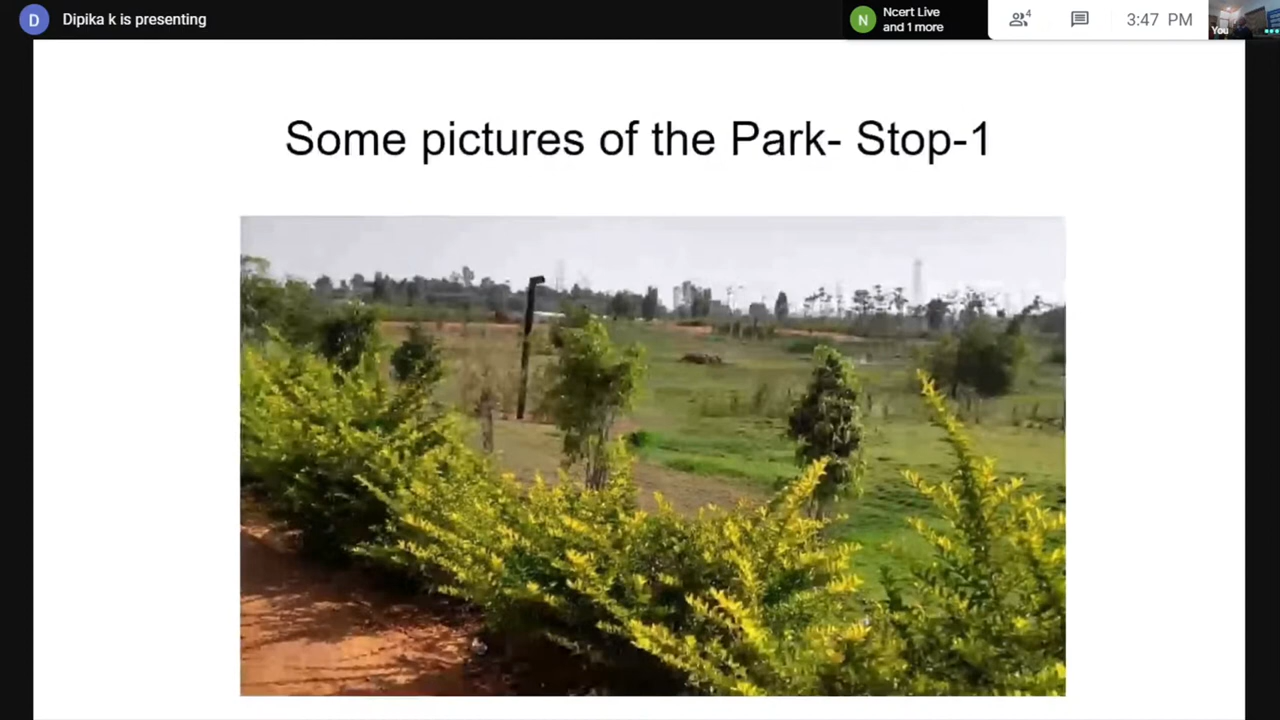 D
Dipika k is presenting
N
Ncert Live
and 1 more
4
3:47 PM
You
Some pictures of the Park- Stop-1